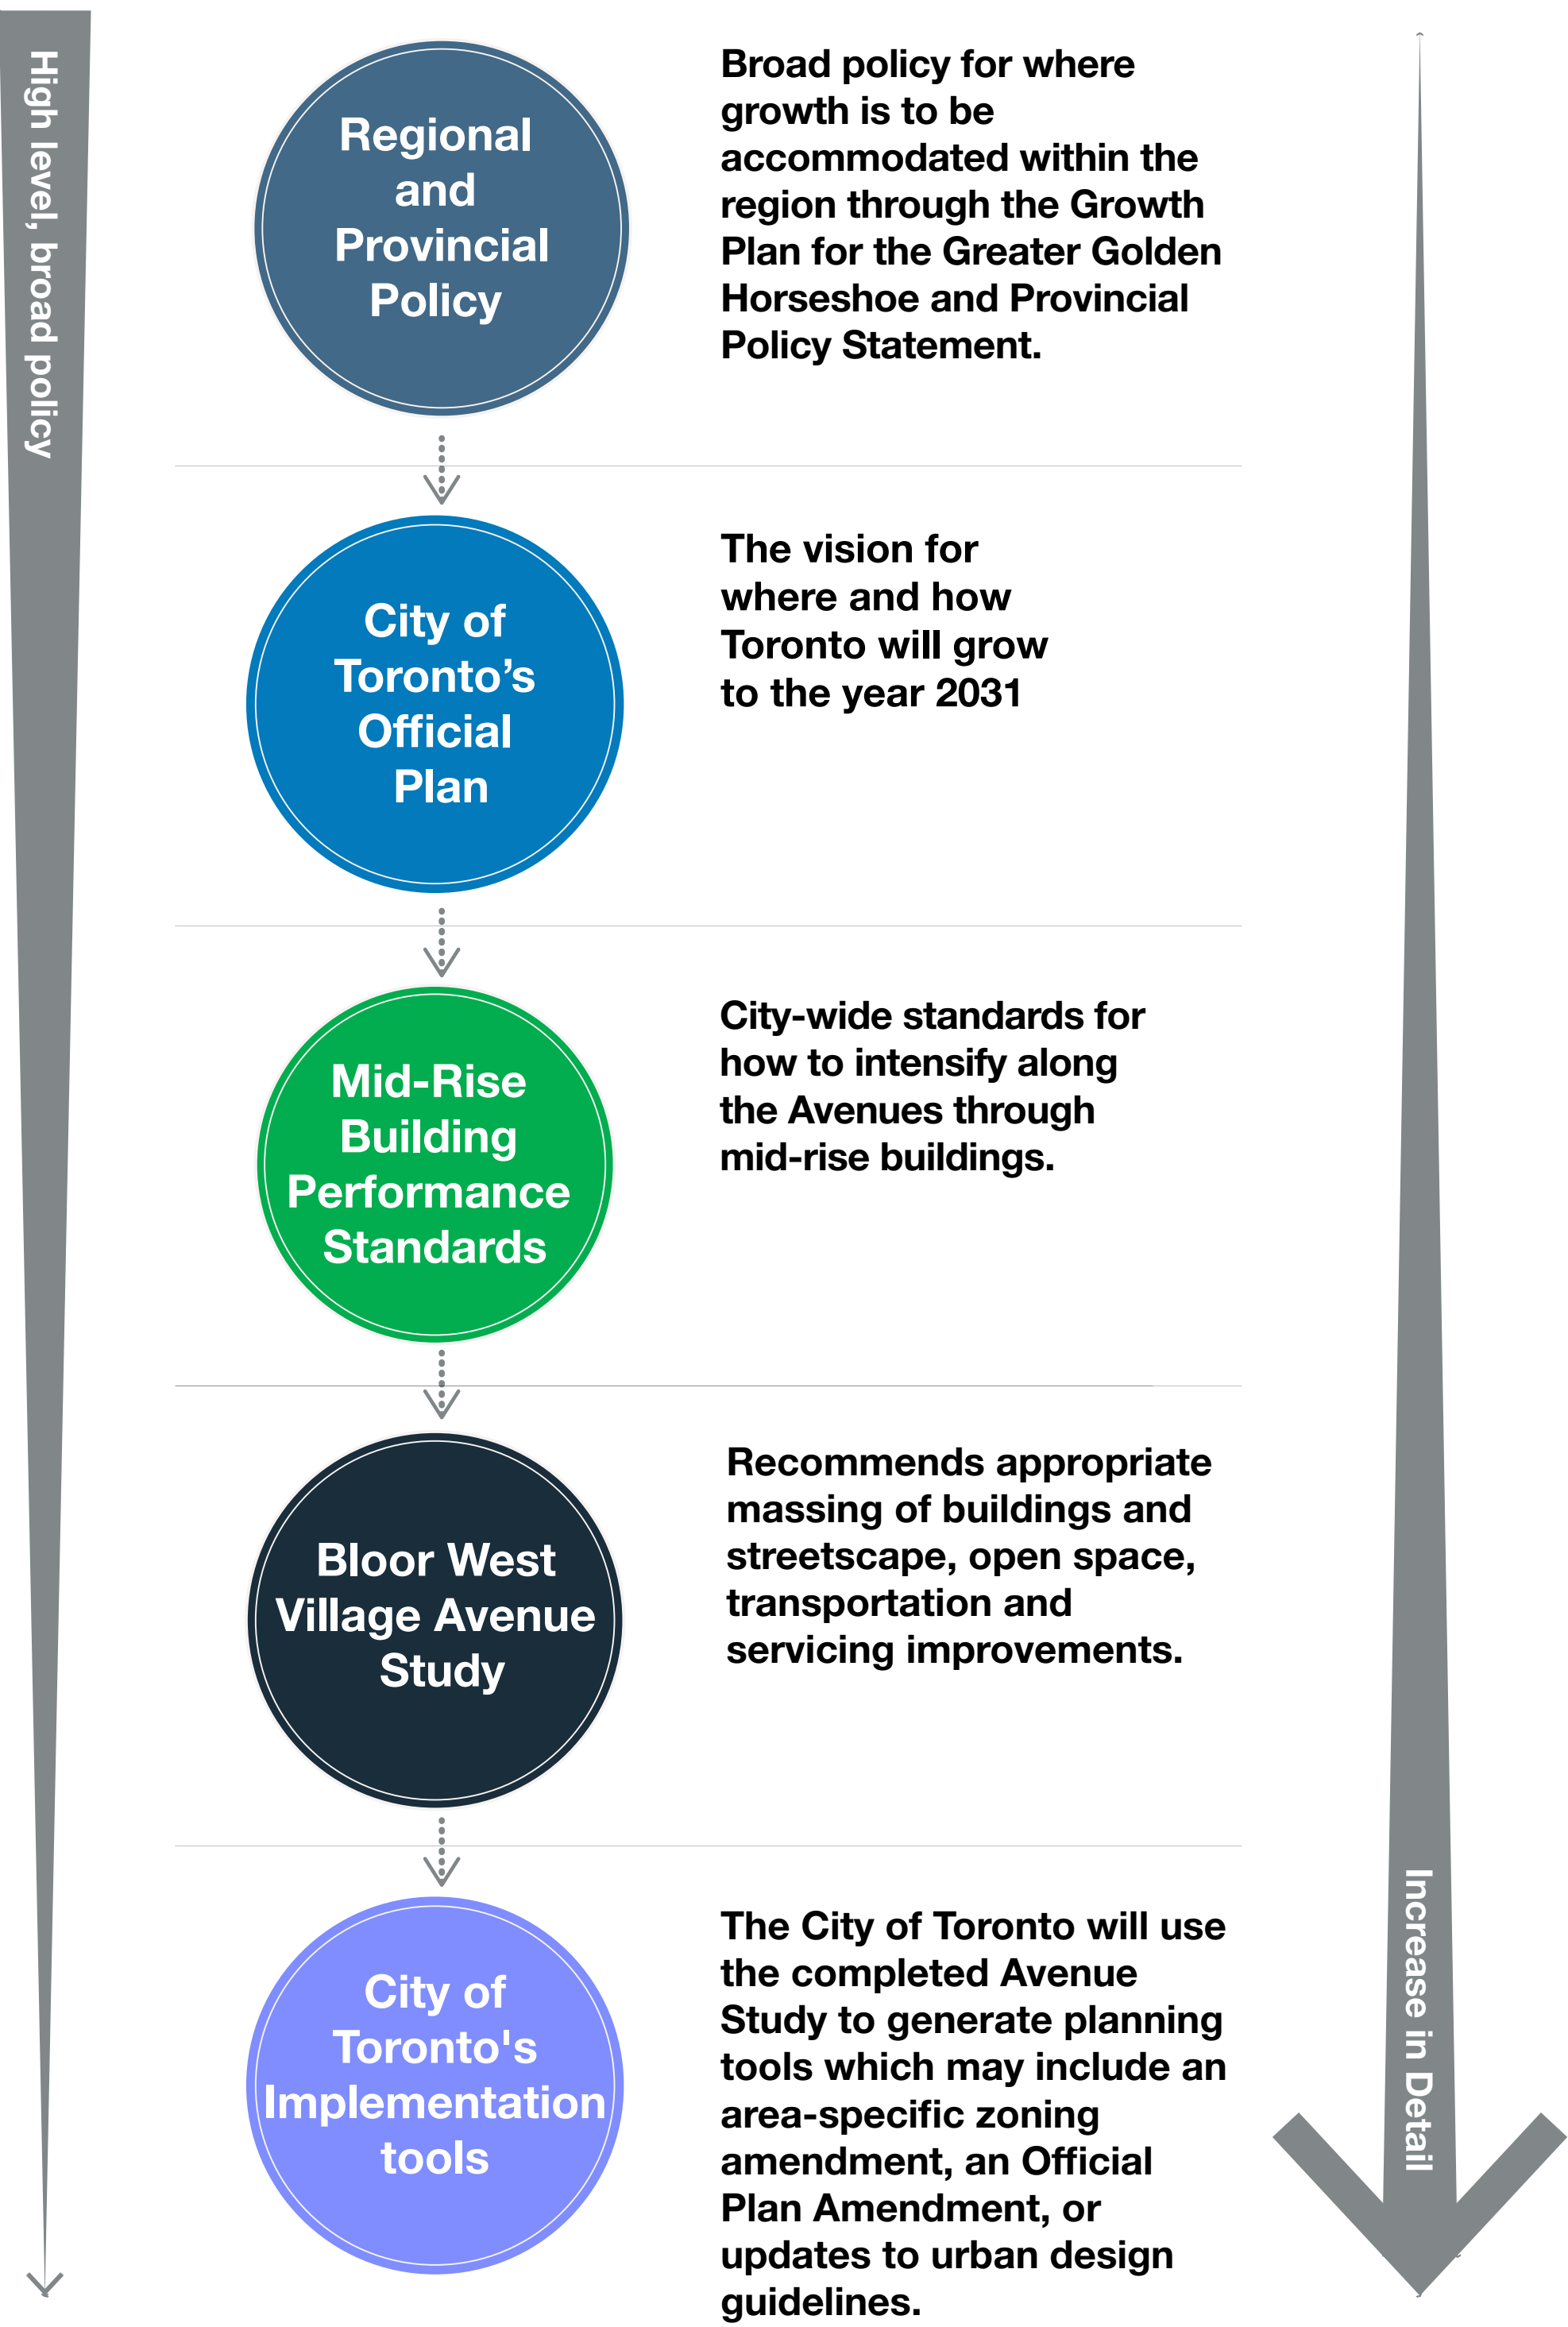 High level, broad policy
Regional
and
Provincial
Policy
Broad policy for where
growth is to be
accommodated within the
region through the Growth
Plan for the Greater Golden
Horseshoe and Provincial
Policy Statement.
City of
Toronto’s
Official
Plan
The vision for
where and how
Toronto will grow
to the year 2031
Mid-Rise
Building
Performance
Standards
City-wide standards for
how to intensify along
the Avenues through
mid-rise buildings.
Bloor West
Village Avenue
Study
Recommends appropriate
massing of buildings and
streetscape, open space,
transportation and
servicing improvements.
City of
Toronto's
Implementation
tools
The City of Toronto will use
the completed Avenue
Study to generate planning
tools which may include an
area-specific zoning
amendment, an Official
Plan Amendment, or
updates to urban design
guidelines.
Increase in Detail